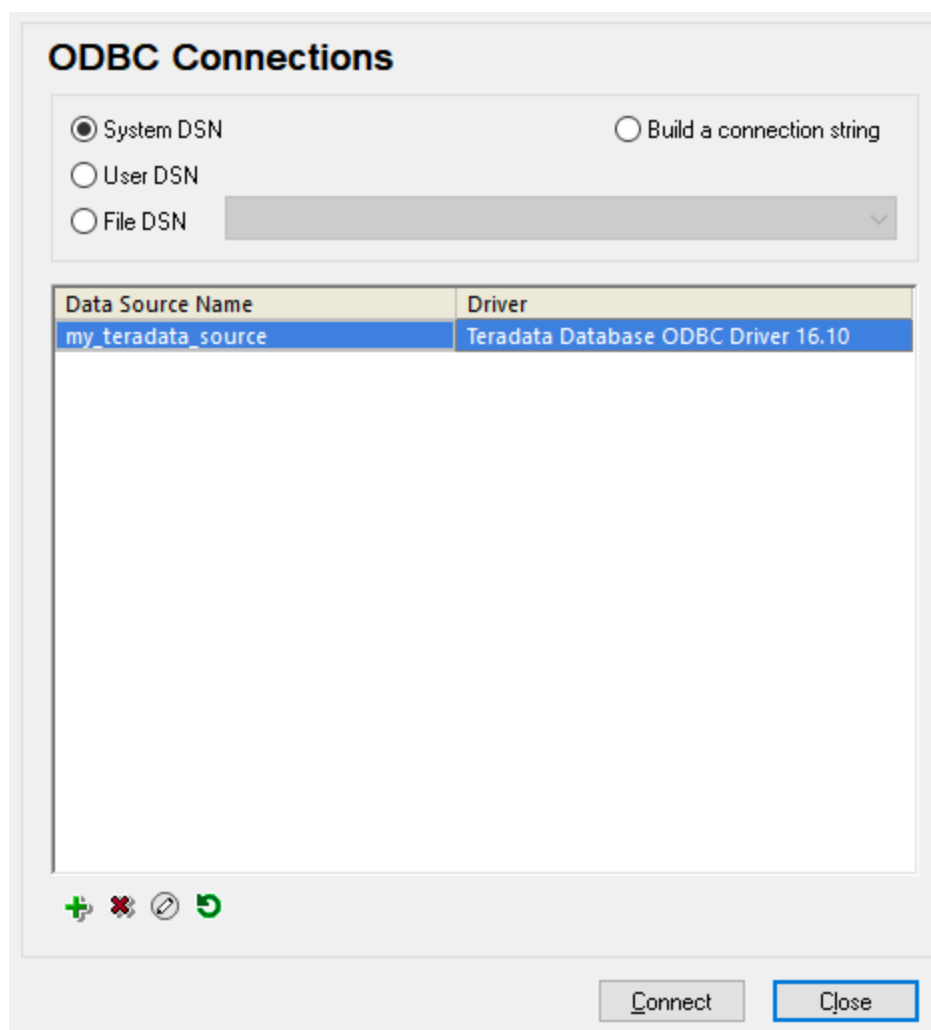 ODBC Connections
System DSN
Build a connection string
User DSN
File DSN
Data Source Name Driver
my_teradata_source Teradata Database ODBC Driver 16.10
Connect Close